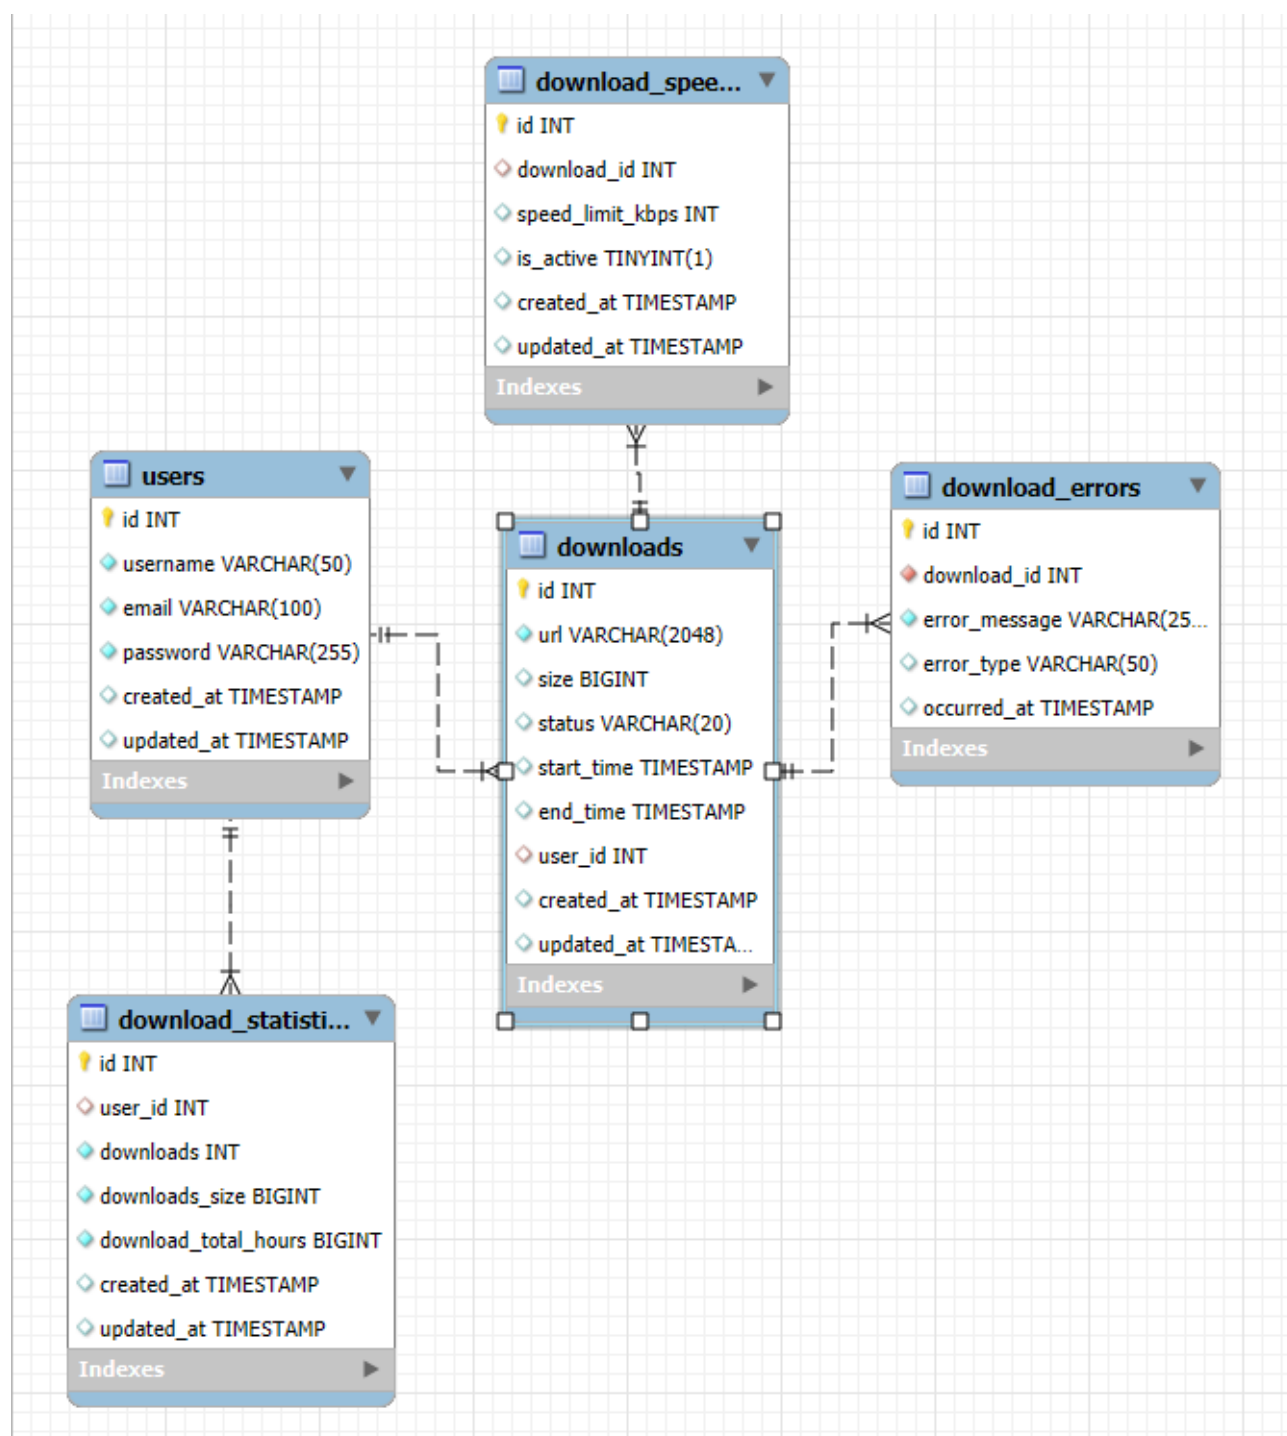 download_spee...
id INT
download_id INT
speed_limit_kbps INT
is_active TINYINT(1)
created_at TIMESTAMP
updated_at TIMESTAMP
Indexes
users
id INT
username VARCHAR(50)
email VARCHAR(100)
password VARCHAR(255)
created_at TIMESTAMP
updated_at TIMESTAMP
Indexes
downloads
id INT
url VARCHAR(2048)
size BIGINT
status VARCHAR(20)
start_time TIMESTAMP
end_time TIMESTAMP
user_id INT
created_at TIMESTAMP
updated_at TIMESTA...
Indexes
download_errors
id INT
download_id INT
error_message VARCHAR(25...
error_type VARCHAR(50)
occurred_at TIMESTAMP
Indexes
download_statisti...
id INT
user_id INT
downloads INT
downloads_size BIGINT
download_total_hours BIGINT
created_at TIMESTAMP
updated_at TIMESTAMP
Indexes